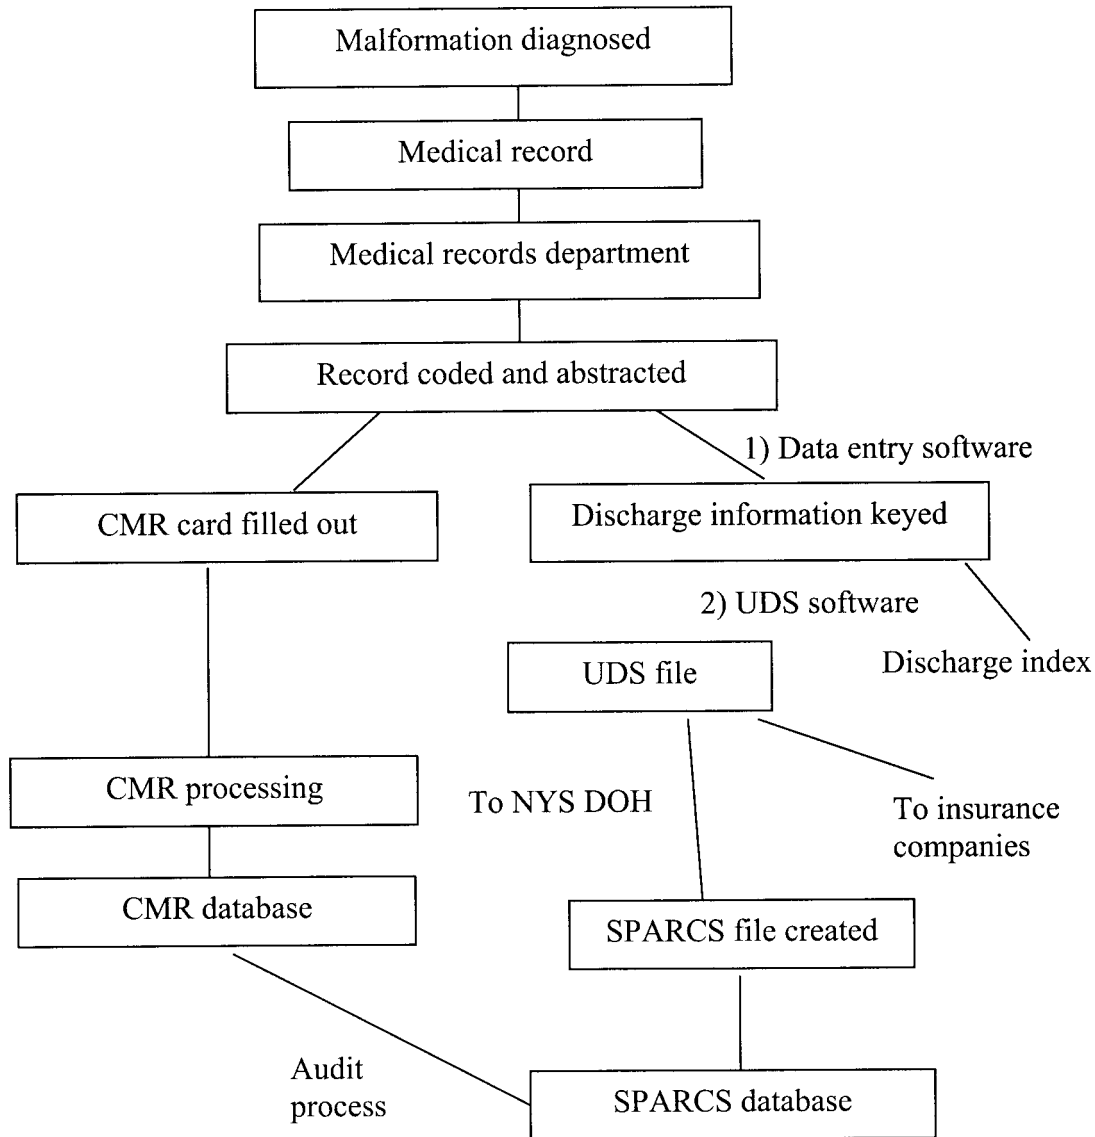 Malformation diagnosed
Medical record
Medical records department
Record coded and abstracted
1) Data entry software
CMR card filled out
Discharge information keyed
2) UDS software
UDS file
Discharge index
CMR processing
To NYS DOH
To insurance
companies
CMR database
SPARCS file created
Audit
process
SPARCS database